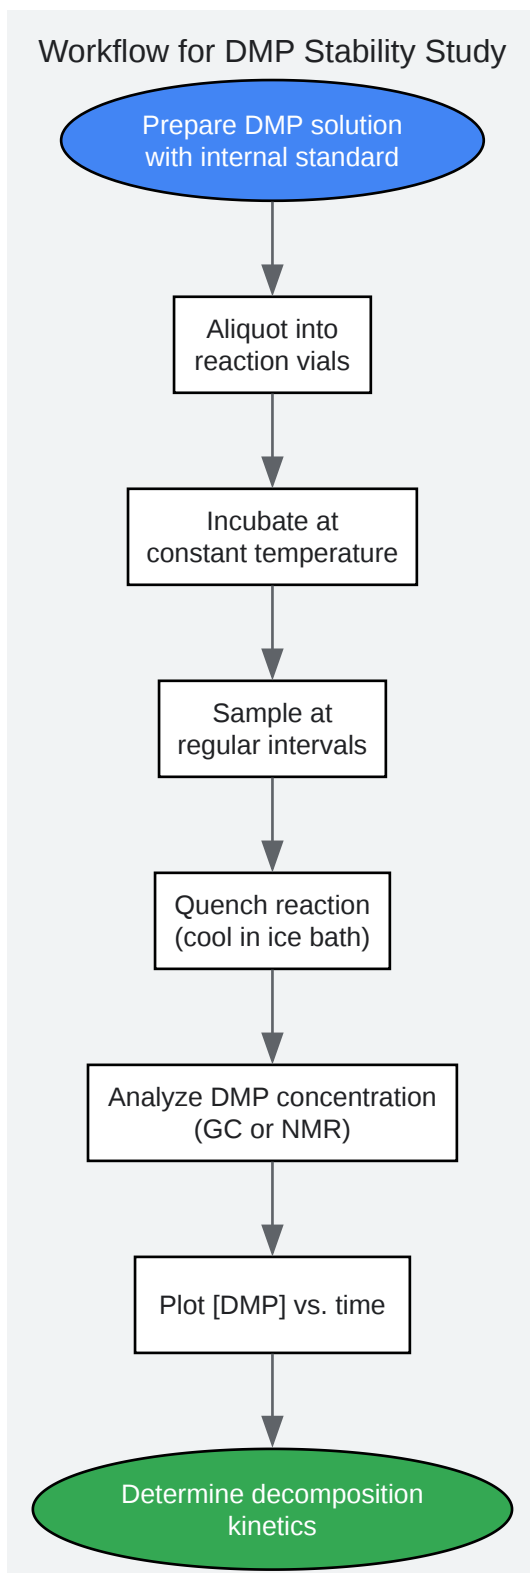 Workflow for DMP Stability Study
Prepare DMP solution
with internal standard
Aliquot into
reaction vials
Incubate at
constant temperature
Sample at
regular intervals
Quench reaction
(cool in ice bath)
Analyze DMP concentration
(GC or NMR)
Plot [DMP] vs. time
Determine decomposition
kinetics